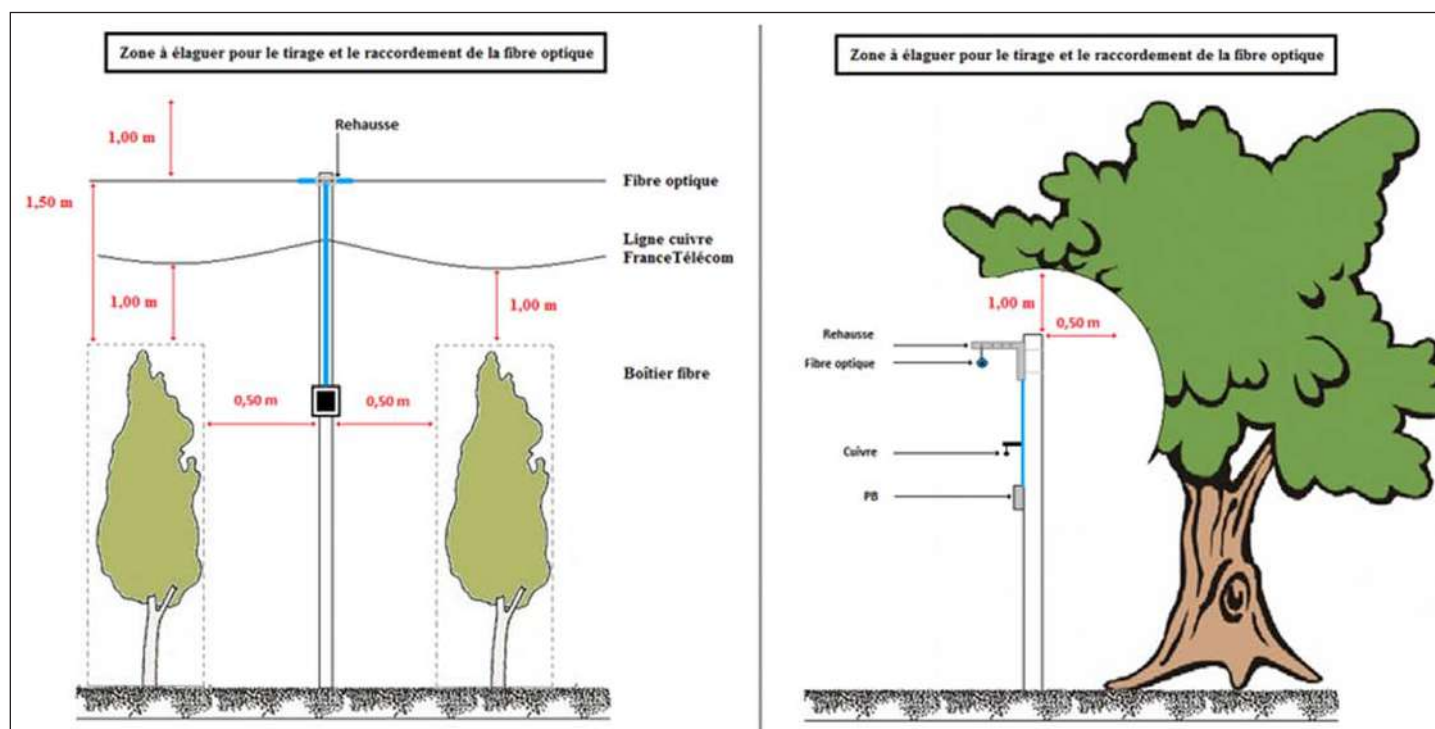 Zone à élaguer pour le tirage et le raccordement de la fibre optique
1,00 m
Rehausse
1,50 m
Fibre optique
Ligne cuivre
FranceTélécom
1,00 m
1,00 m
Boîtier fibre
0,50 m
0,50 m
Zone à élaguer pour le tirage et le raccordement de la fibre optique
1,00 m
0,50 m
Rehausse
Fibre optique
Cuivre
PB